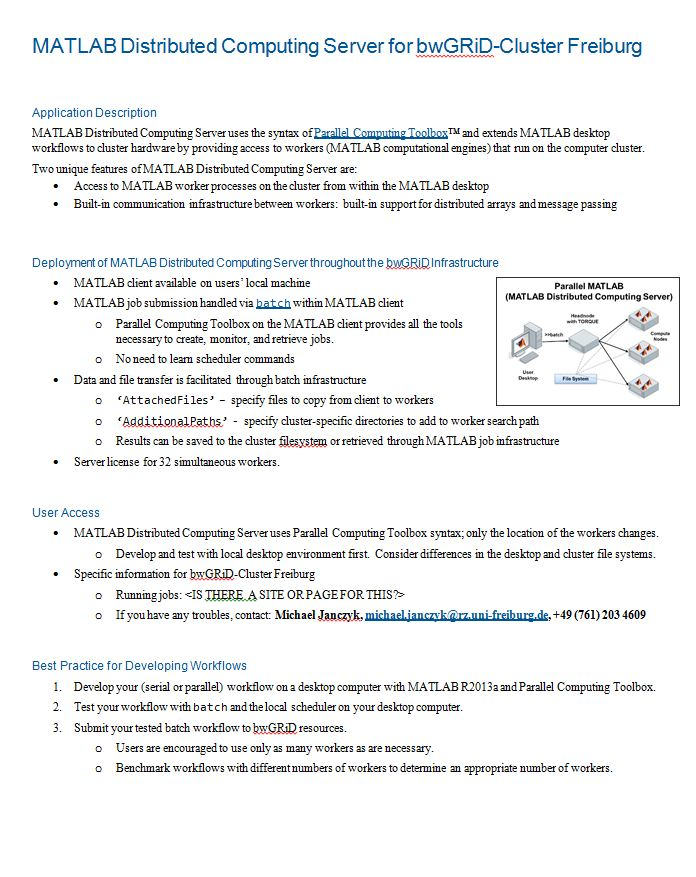 MATLAB Distributed Computing Server for bwGRiD-Cluster Freiburg
Application Description
MATLAB Distributed Computing Server uses the syntax of Parallel Computing Toolbox™ and extends MATLAB desktop
workflows to cluster hardware by providing access to workers (MATLAB computational engines) that run on the computer cluster.
Two unique features of MATLAB Distributed Computing Server are:
• Access to MATLAB worker processes on the cluster from within the MATLAB desktop
• Built-in communication infrastructure between workers: built-in support for distributed arrays and message passing
Deployment of MATLAB Distributed Computing Server throughout the bwGRiD Infrastructure
• MATLAB client available on users’ local machine
• MATLAB job submission handled via batch within MATLAB client
o Parallel Computing Toolbox on the MATLAB client provides all the tools
necessary to create, monitor, and retrieve jobs.
o No need to learn scheduler commands
• Data and file transfer is facilitated through batch infrastructure
o ‘AttachedFiles’ – specify files to copy from client to workers
o ‘AdditionalPaths’ - specify cluster-specific directories to add to worker search path
o Results can be saved to the cluster filesystem or retrieved through MATLAB job infrastructure
• Server license for 32 simultaneous workers.
Parallel MATLAB
(MATLAB Distributed Computing Server)
Headnode
with TORQUE
>>batch
Compute
Nodes
User
Desktop
File System
User Access
• MATLAB Distributed Computing Server uses Parallel Computing Toolbox syntax; only the location of the workers changes.
o Develop and test with local desktop environment first. Consider differences in the desktop and cluster file systems.
• Specific information for bwGRiD-Cluster Freiburg
o Running jobs: <IS THERE A SITE OR PAGE FOR THIS?>
o If you have any troubles, contact: Michael Janczyk, michael.janczyk@rz.uni-freiburg.de, +49 (761) 203 4609
Best Practice for Developing Workflows
1. Develop your (serial or parallel) workflow on a desktop computer with MATLAB R2013a and Parallel Computing Toolbox.
2. Test your workflow with batch and the local scheduler on your desktop computer.
3. Submit your tested batch workflow to bwGRiD resources.
o Users are encouraged to use only as many workers as are necessary.
o Benchmark workflows with different numbers of workers to determine an appropriate number of workers.